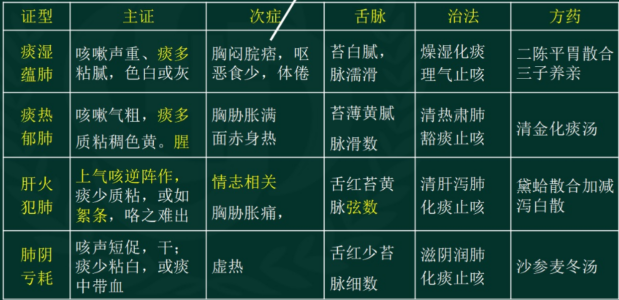 证型 主证 次症 舌脉 治法 方药
痰湿蕴肺
咳嗽声重、痰多
粘腻，色白或灰
胸闷脘痞，呕
恶食少，体倦
苔白腻，
脉濡滑
燥湿化痰
理气止咳
二陈平胃散合
三子养亲
痰热郁肺
咳嗽气粗，痰多
质粘稠色黄。腥
胸胁胀满
面赤身热
苔薄黄腻
脉滑数
清热肃肺
豁痰止咳
清金化痰汤
肝火犯肺
上气咳逆阵作，
痰少质粘，或如
絮条，咯之难出
情志相关
胸胁胀痛，
舌红苔黄
脉弦数
清肝泻肺
化痰止咳
黛蛤散合加减
泻白散
肺阴亏耗
咳声短促，干；
痰少粘白，或痰
中带血
虚热
舌红少苔
脉细数
滋阴润肺
化痰止咳
沙参麦冬汤